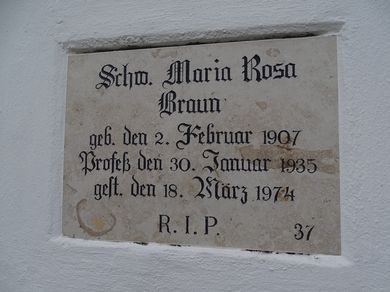 Schw. Maria Rosa
Braun
geb. den 2. Februar 1907
Profeß den 30. Januar 1935
gest. den 18. März 1974
R. I. P.
37